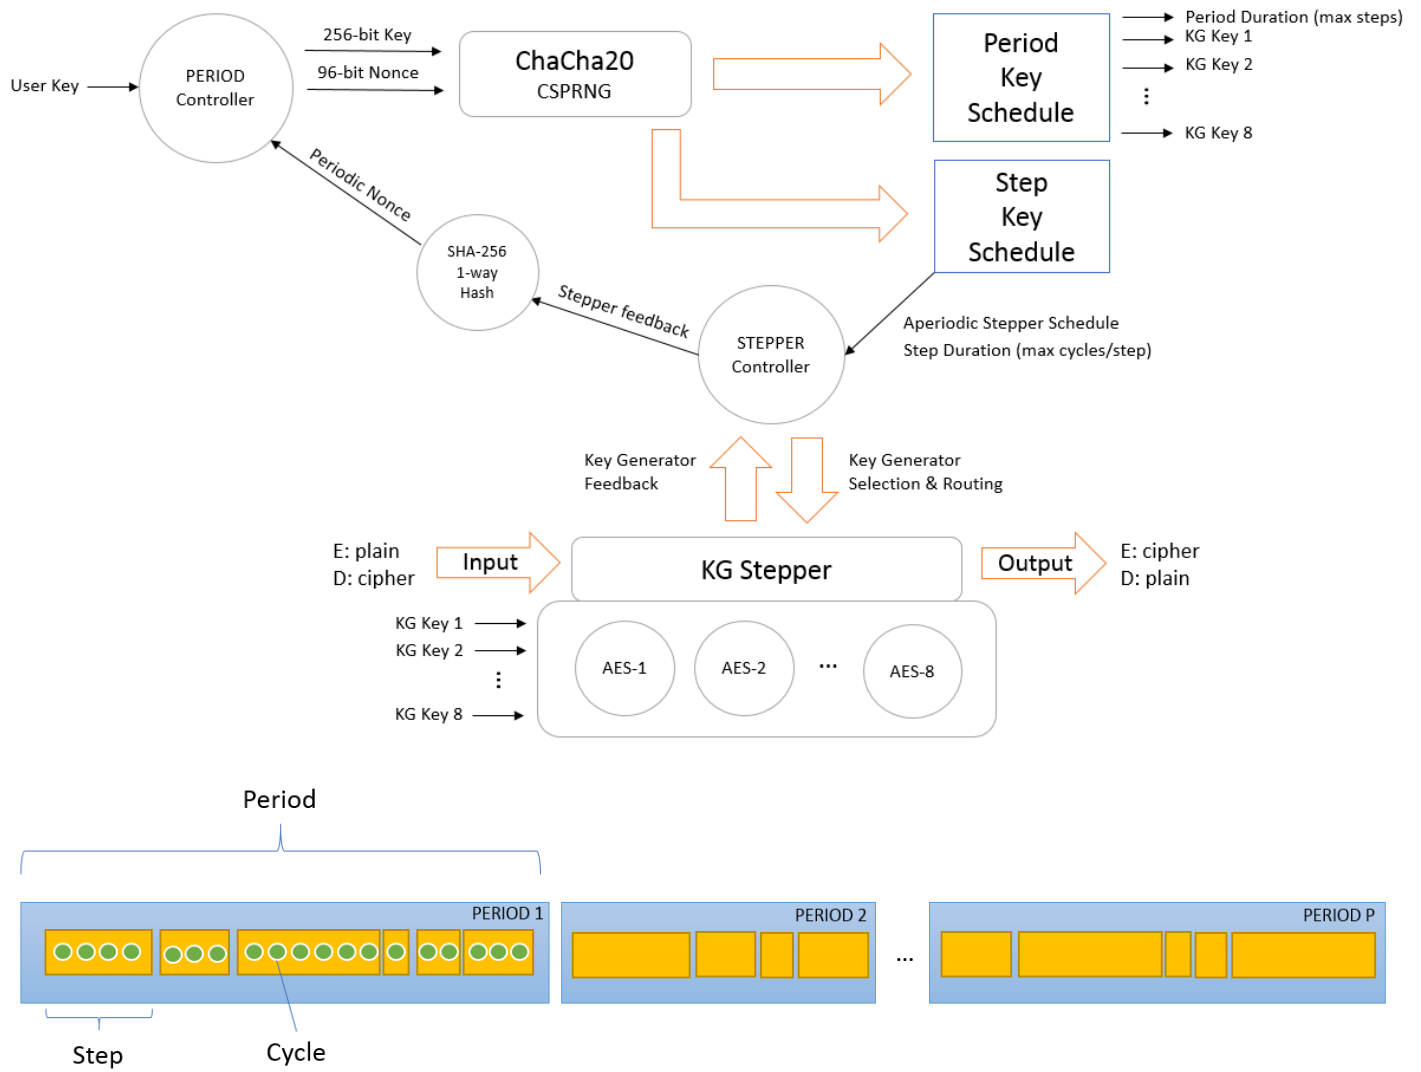 User Key
PERIOD
Controller
256-bit Key
96-bit Nonce
ChaCha20
CSPRNG
Period
Key
Schedule
Period Duration (max steps)
KG Key 1
KG Key 2
⋮
KG Key 8
Step
Key
Schedule
Periodic Nonce
SHA-256
1-way
Hash
Stepper feedback
STEPPER
Controller
Aperiodic Stepper Schedule
Step Duration (max cycles/step)
Key Generator
Feedback
Key Generator
Selection & Routing
E: plain
D: cipher
Input
KG Stepper
Output
E: cipher
D: plain
KG Key 1
KG Key 2
⋮
KG Key 8
AES-1
AES-2
...
AES-8
Period
PERIOD 1
PERIOD 2
...
PERIOD P
Step
Cycle